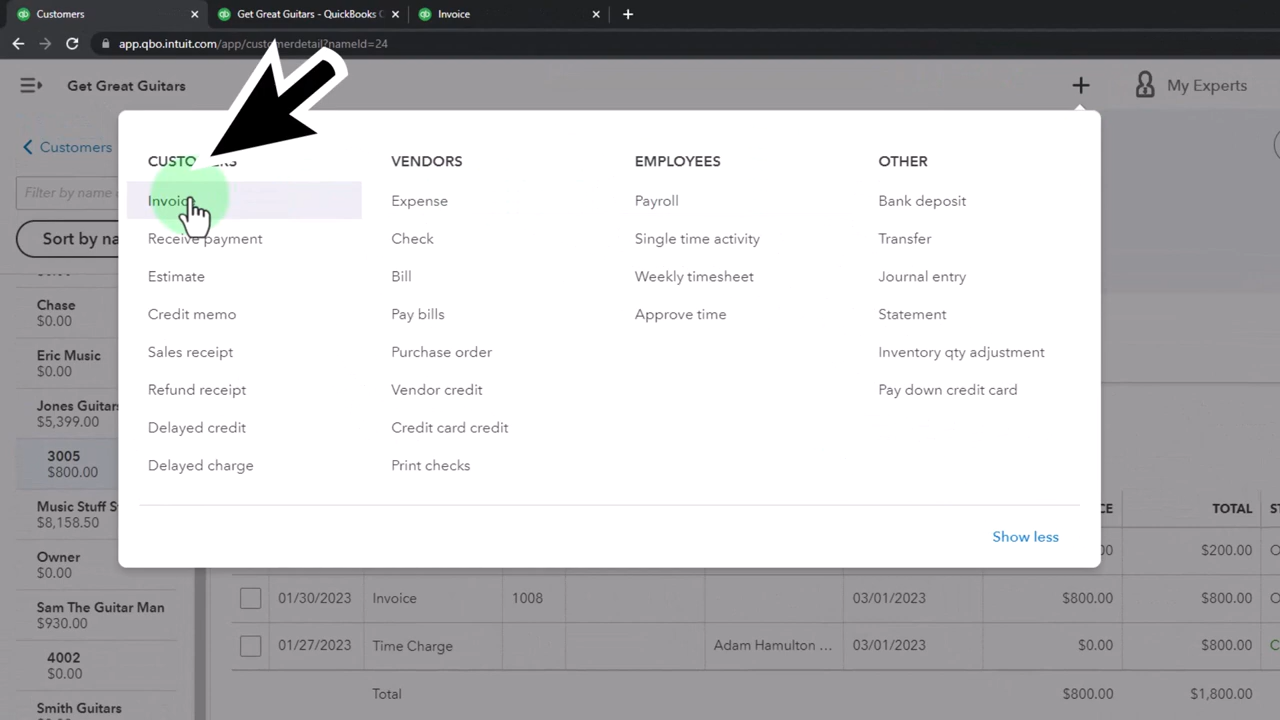 Customers
Get Great Guitars - QuickBooks
Invoice
app.qbo.intuit.com/app/customerdetail?nameId=24
Get Great Guitars
My Experts
Customers
Filter by name
Sort by na
Chase
$0.00
Eric Music
$0.00
Jones Guitars
$5,399.00
3005
$800.00
Music Stuff S
$8,158.50
Owner
$0.00
Sam The Guitar Man
$930.00
4002
$0.00
Smith Guitars
CUSTOMERS
Invoice
Receive payment
Estimate
Credit memo
Sales receipt
Refund receipt
Delayed credit
Delayed charge
VENDORS
Expense
Check
Bill
Pay bills
Purchase order
Vendor credit
Credit card credit
Print checks
EMPLOYEES
Payroll
Single time activity
Weekly timesheet
Approve time
OTHER
Bank deposit
Transfer
Journal entry
Statement
Inventory qty adjustment
Pay down credit card
Show less
CE TOTAL
00 $200.00
01/30/2023 Invoice 1008 03/01/2023 $800.00 $800.00
01/27/2023 Time Charge Adam Hamulton ... 03/01/2023 $0.00 $800.00
Total $800.00 $1,800.00